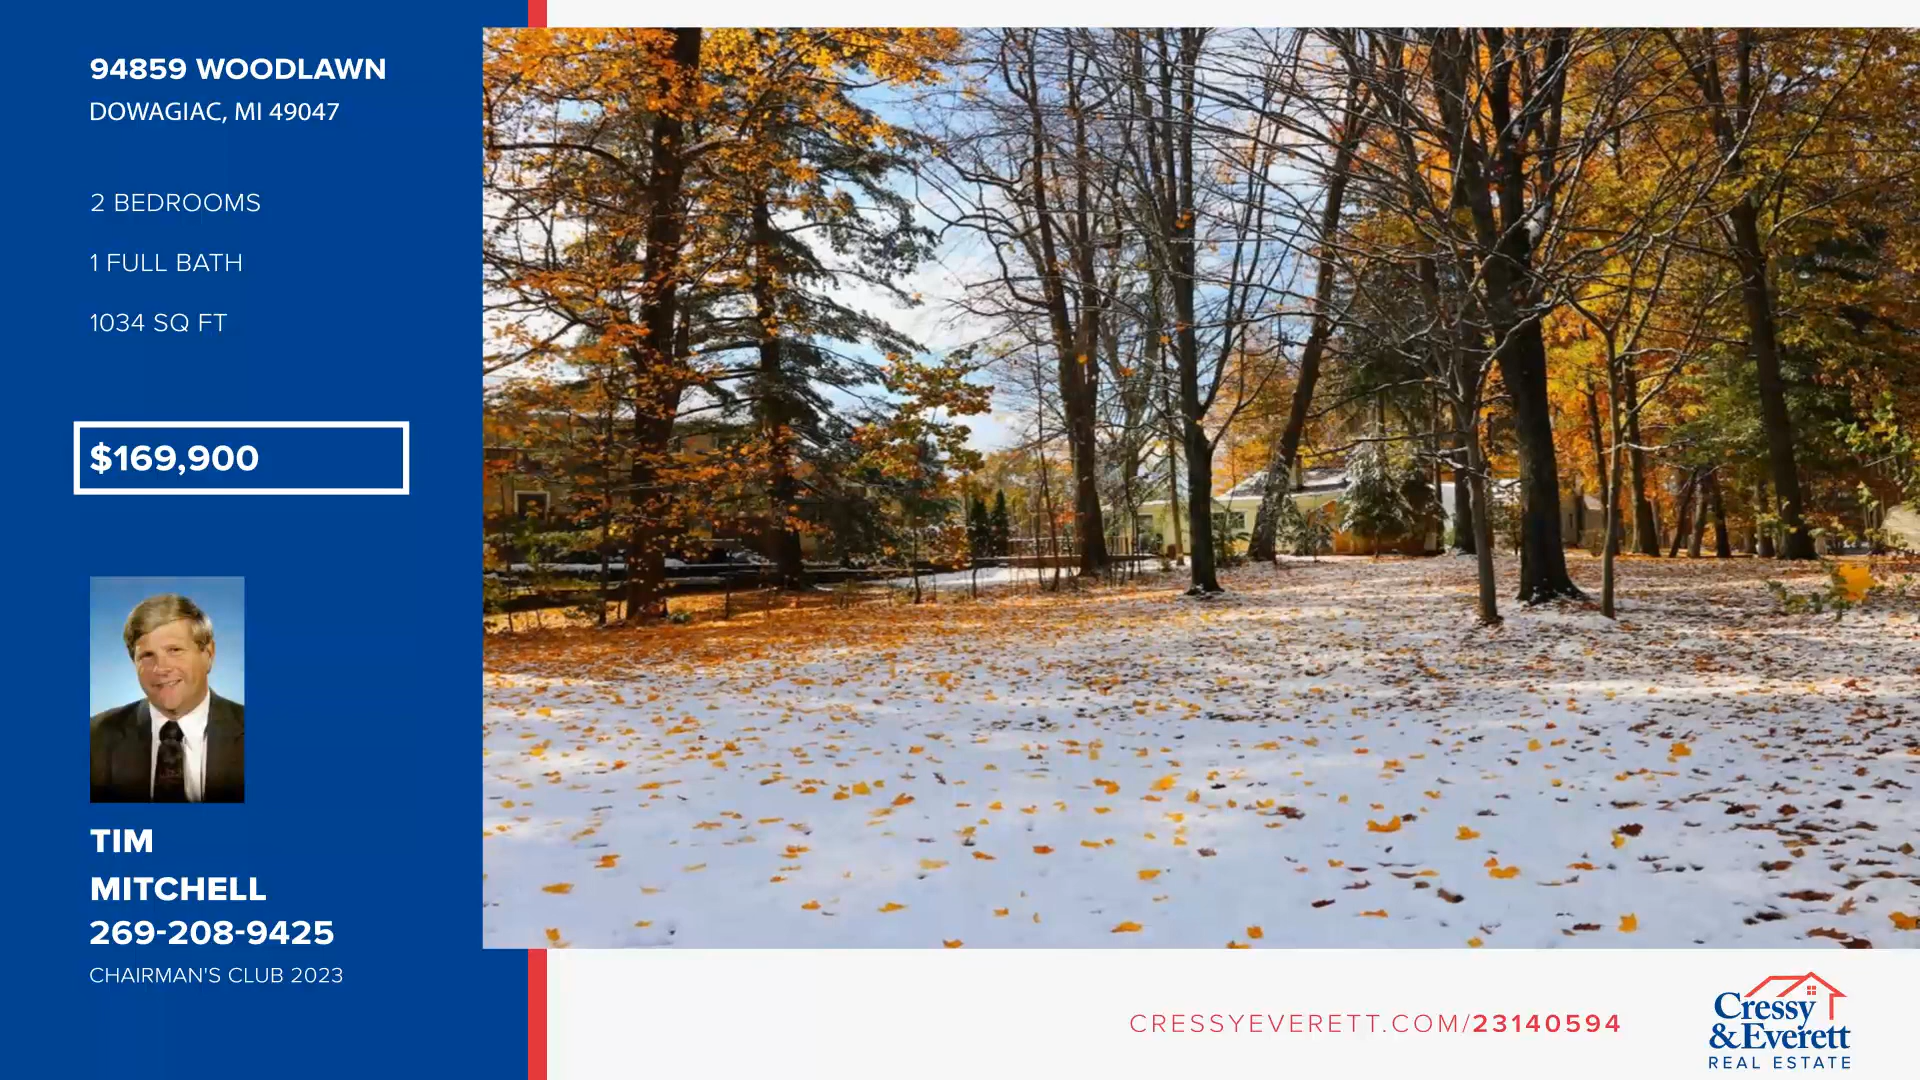 94859 WOODLAWN
DOWAGIAC, MI 49047
2 BEDROOMS
1 FULL BATH
1034 SQ FT
$169,900
TIM
MITCHELL
269-208-9425
CHAIRMAN'S CLUB 2023
CRESSYEVERETT.COM/23140594
Cressy
& Everett
REAL ESTATE